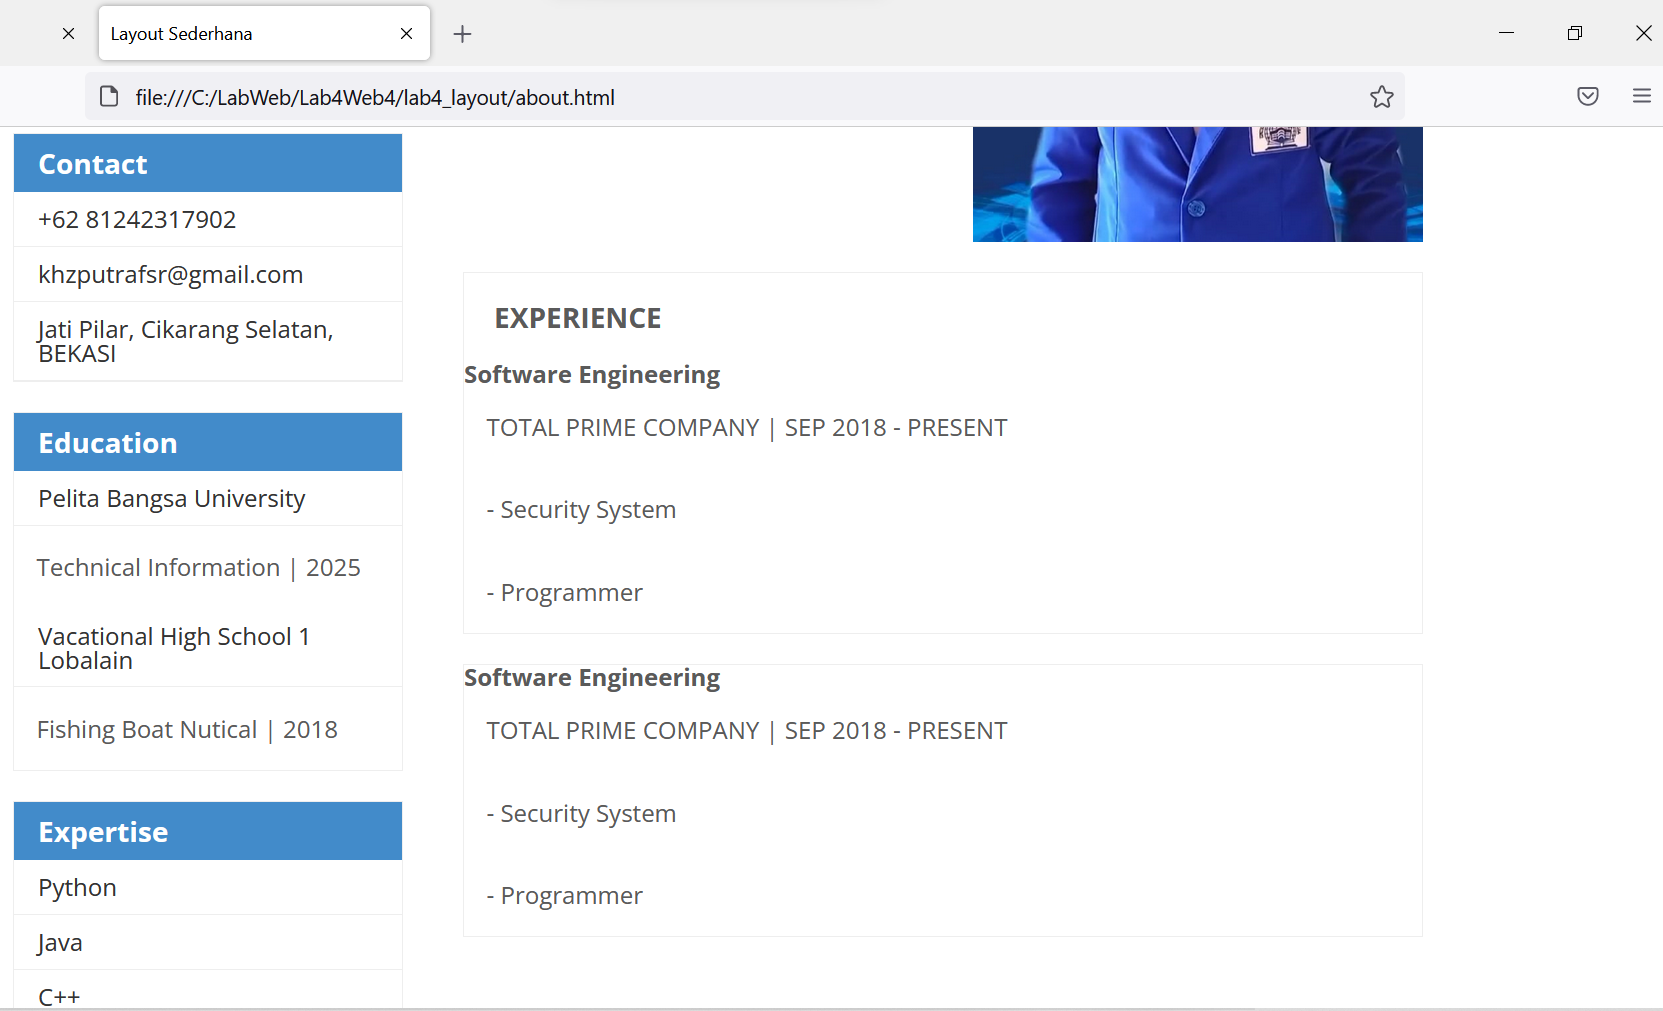 Layout Sederhana
file:///C:/LabWeb/Lab4Web4/lab4_layout/about.html
Contact
+62 81242317902
khzputrafsr@gmail.com
Jati Pilar, Cikarang Selatan,
BEKASI
Education
Pelita Bangsa University
Technical Information | 2025
Vacational High School 1
Lobalain
Fishing Boat Nutical | 2018
Expertise
Python
Java
C++
EXPERIENCE
Software Engineering
TOTAL PRIME COMPANY | SEP 2018 - PRESENT
- Security System
- Programmer
Software Engineering
TOTAL PRIME COMPANY | SEP 2018 - PRESENT
- Security System
- Programmer